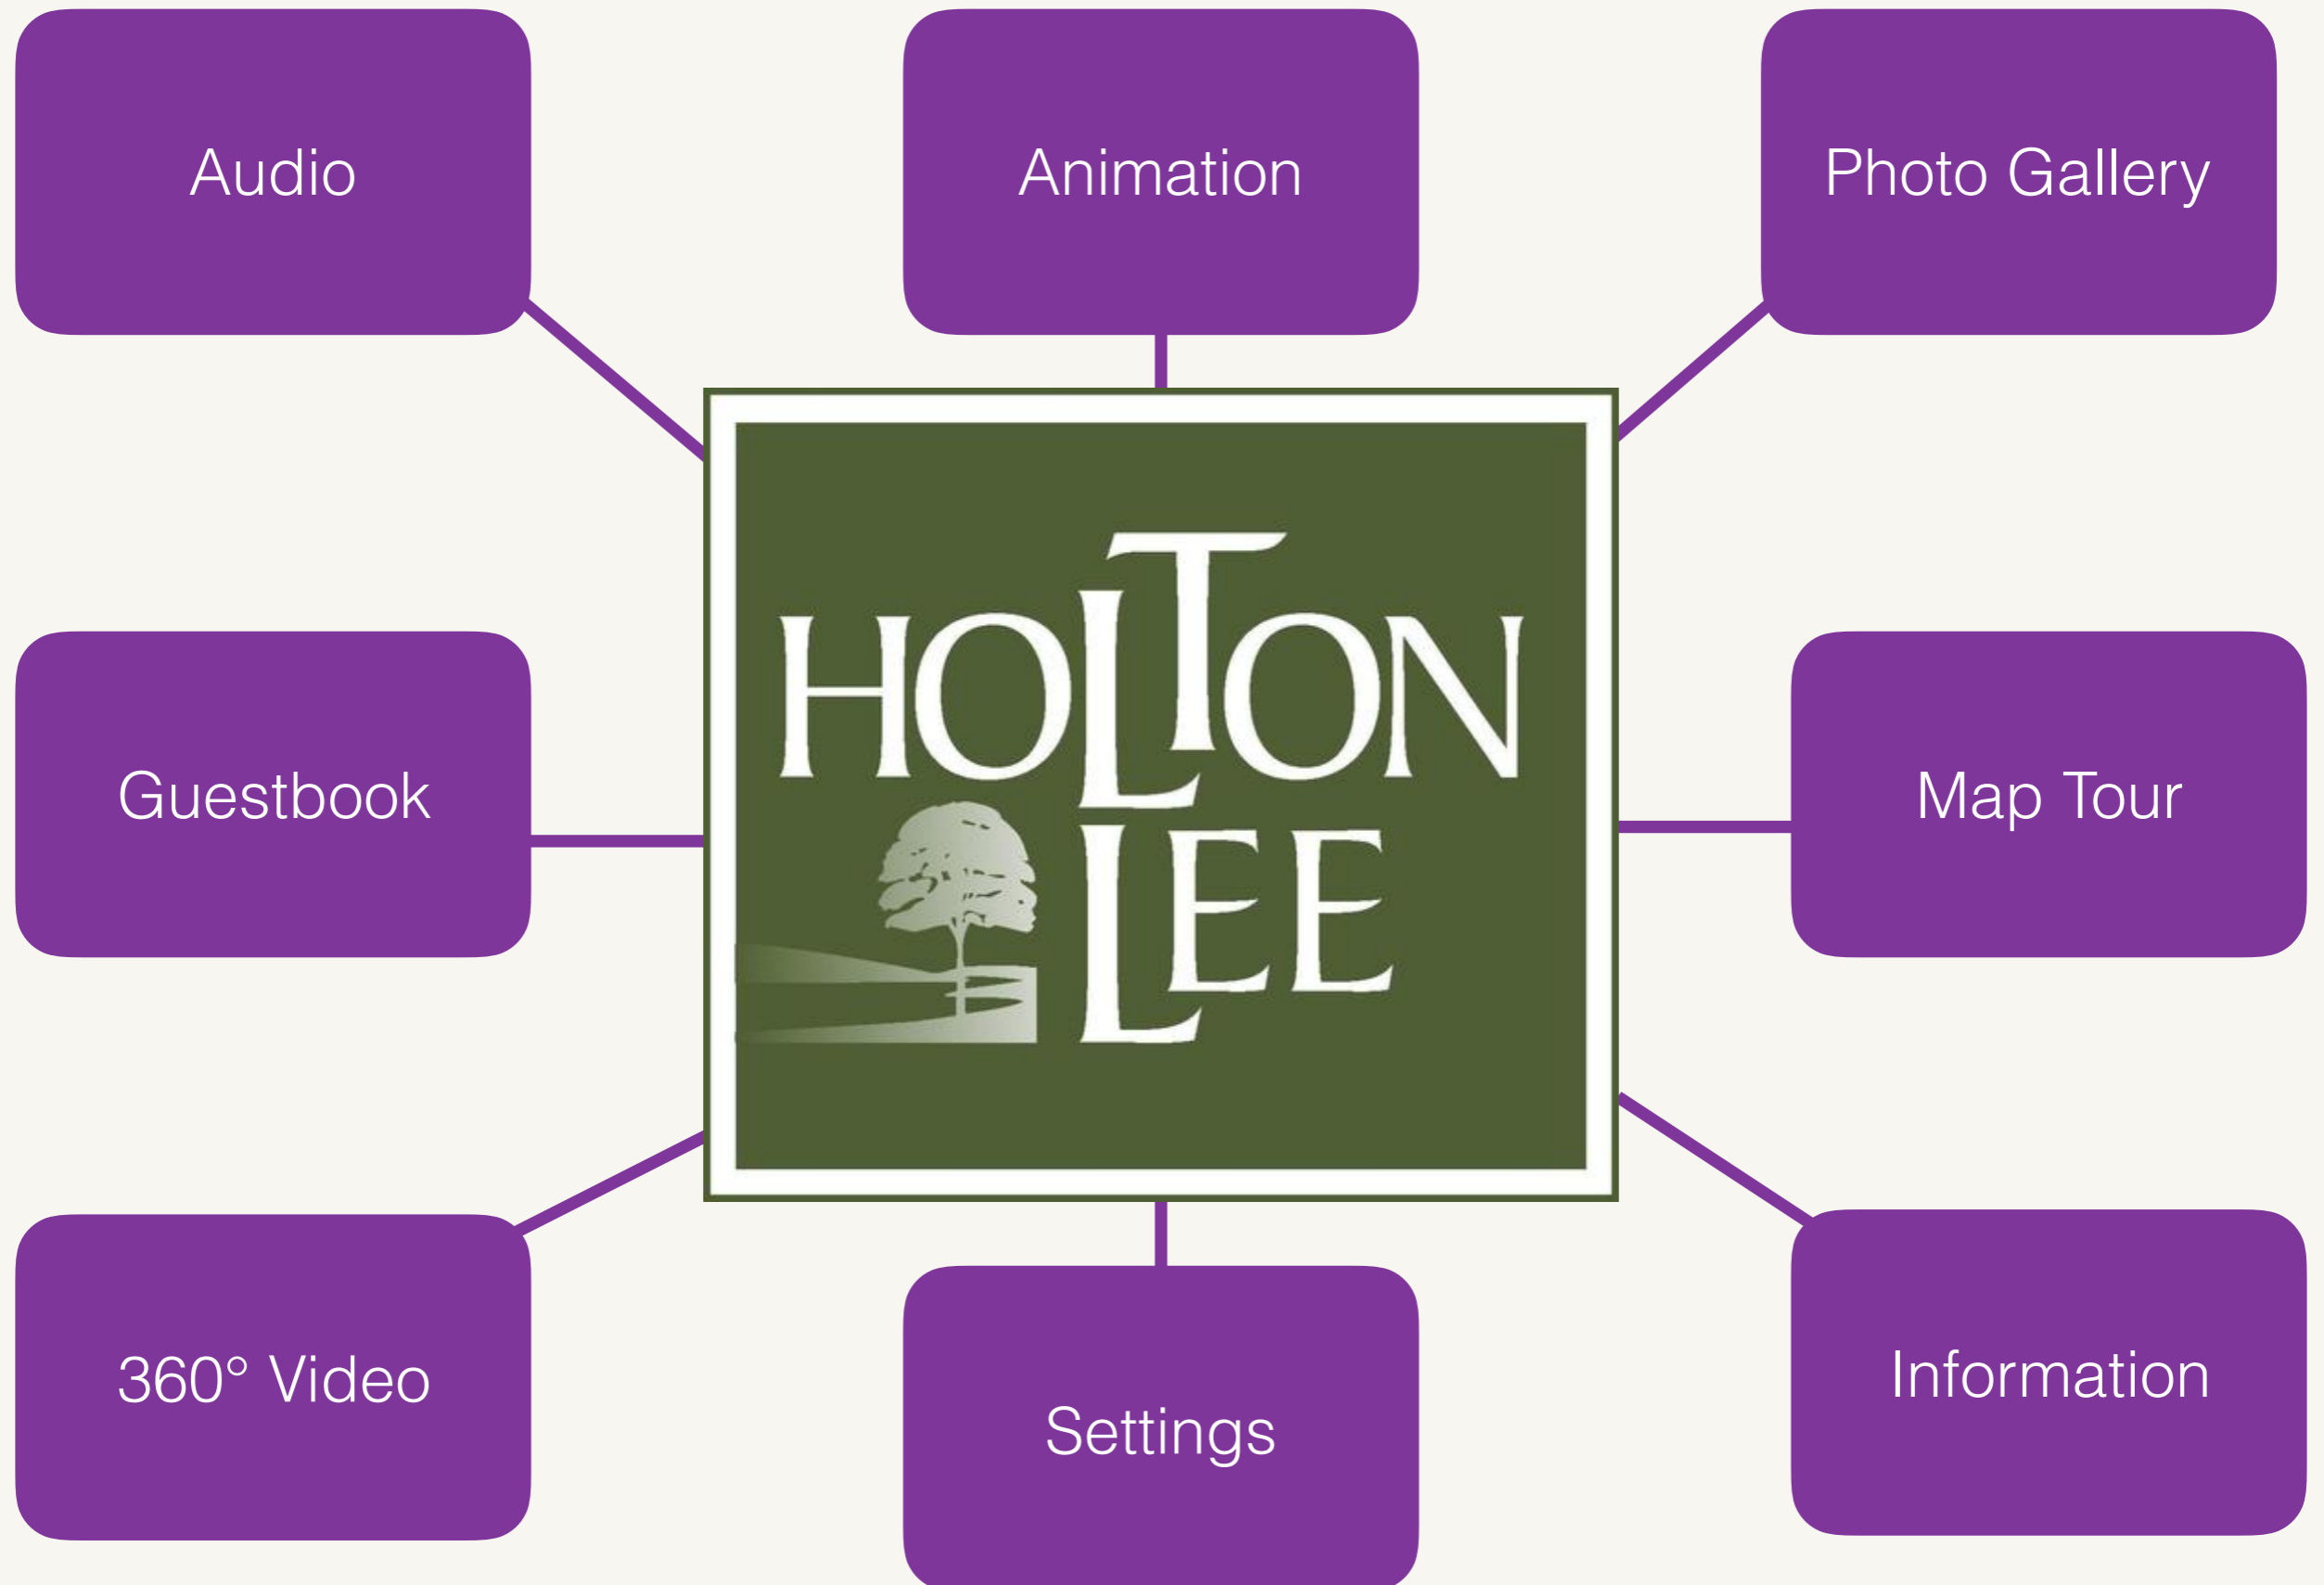 Audio
Animation
Photo Gallery
HOLTON
LEE
Guestbook
Map Tour
360° Video
Settings
Information